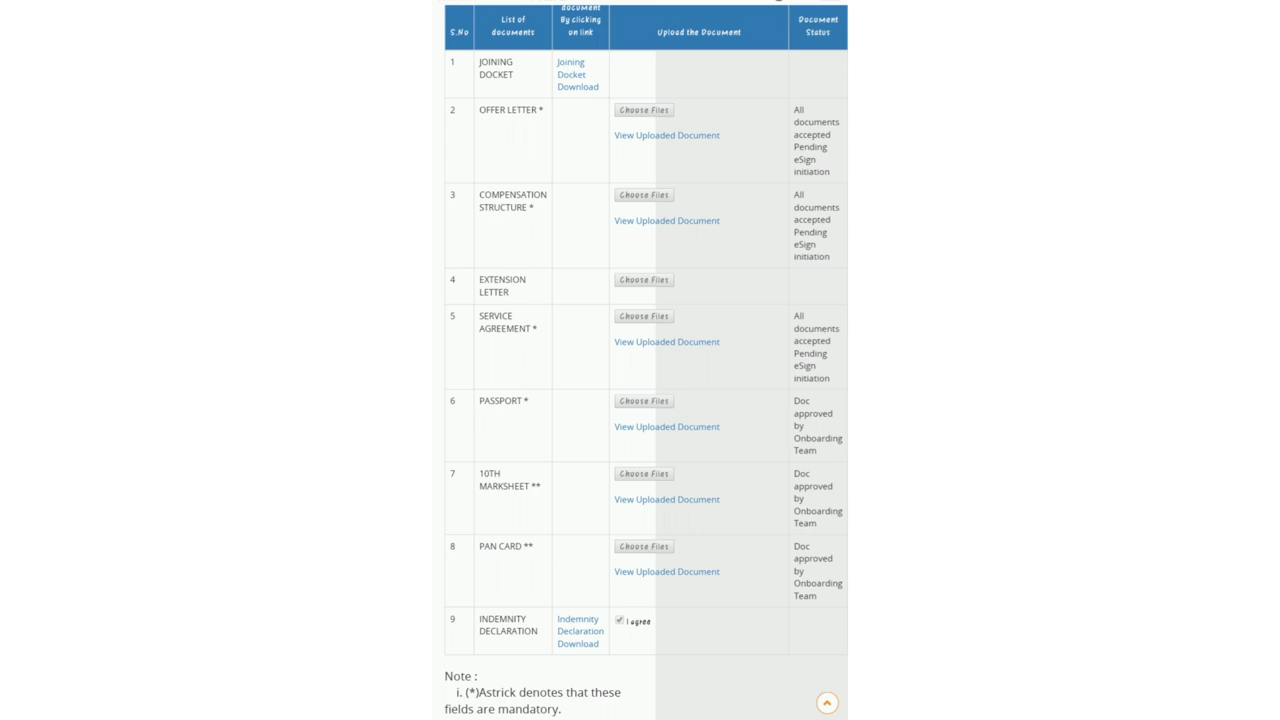 document
By clicking
on link
List of
documents
S.No
Upload the Document
Document
Status
1
JOINING
DOCKET
Joining
Docket
Download
2
OFFER LETTER *
Choose Files
View Uploaded Document
All
documents
accepted
Pending
eSign
initiation
3
COMPENSATION
STRUCTURE *
Choose Files
View Uploaded Document
All
documents
accepted
Pending
eSign
initiation
4
EXTENSION
LETTER
Choose Files
5
SERVICE
AGREEMENT *
Choose Files
View Uploaded Document
All
documents
accepted
Pending
eSign
initiation
6
PASSPORT *
Choose Files
View Uploaded Document
Doc
approved
by
Onboarding
Team
7
10TH
MARKSHEET **
Choose Files
View Uploaded Document
Doc
approved
by
Onboarding
Team
8
PAN CARD **
Choose Files
View Uploaded Document
Doc
approved
by
Onboarding
Team
9
INDEMNITY
DECLARATION
Indemnity
Declaration
Download
I agree
Note :
i. (*)Astrick denotes that these
fields are mandatory.